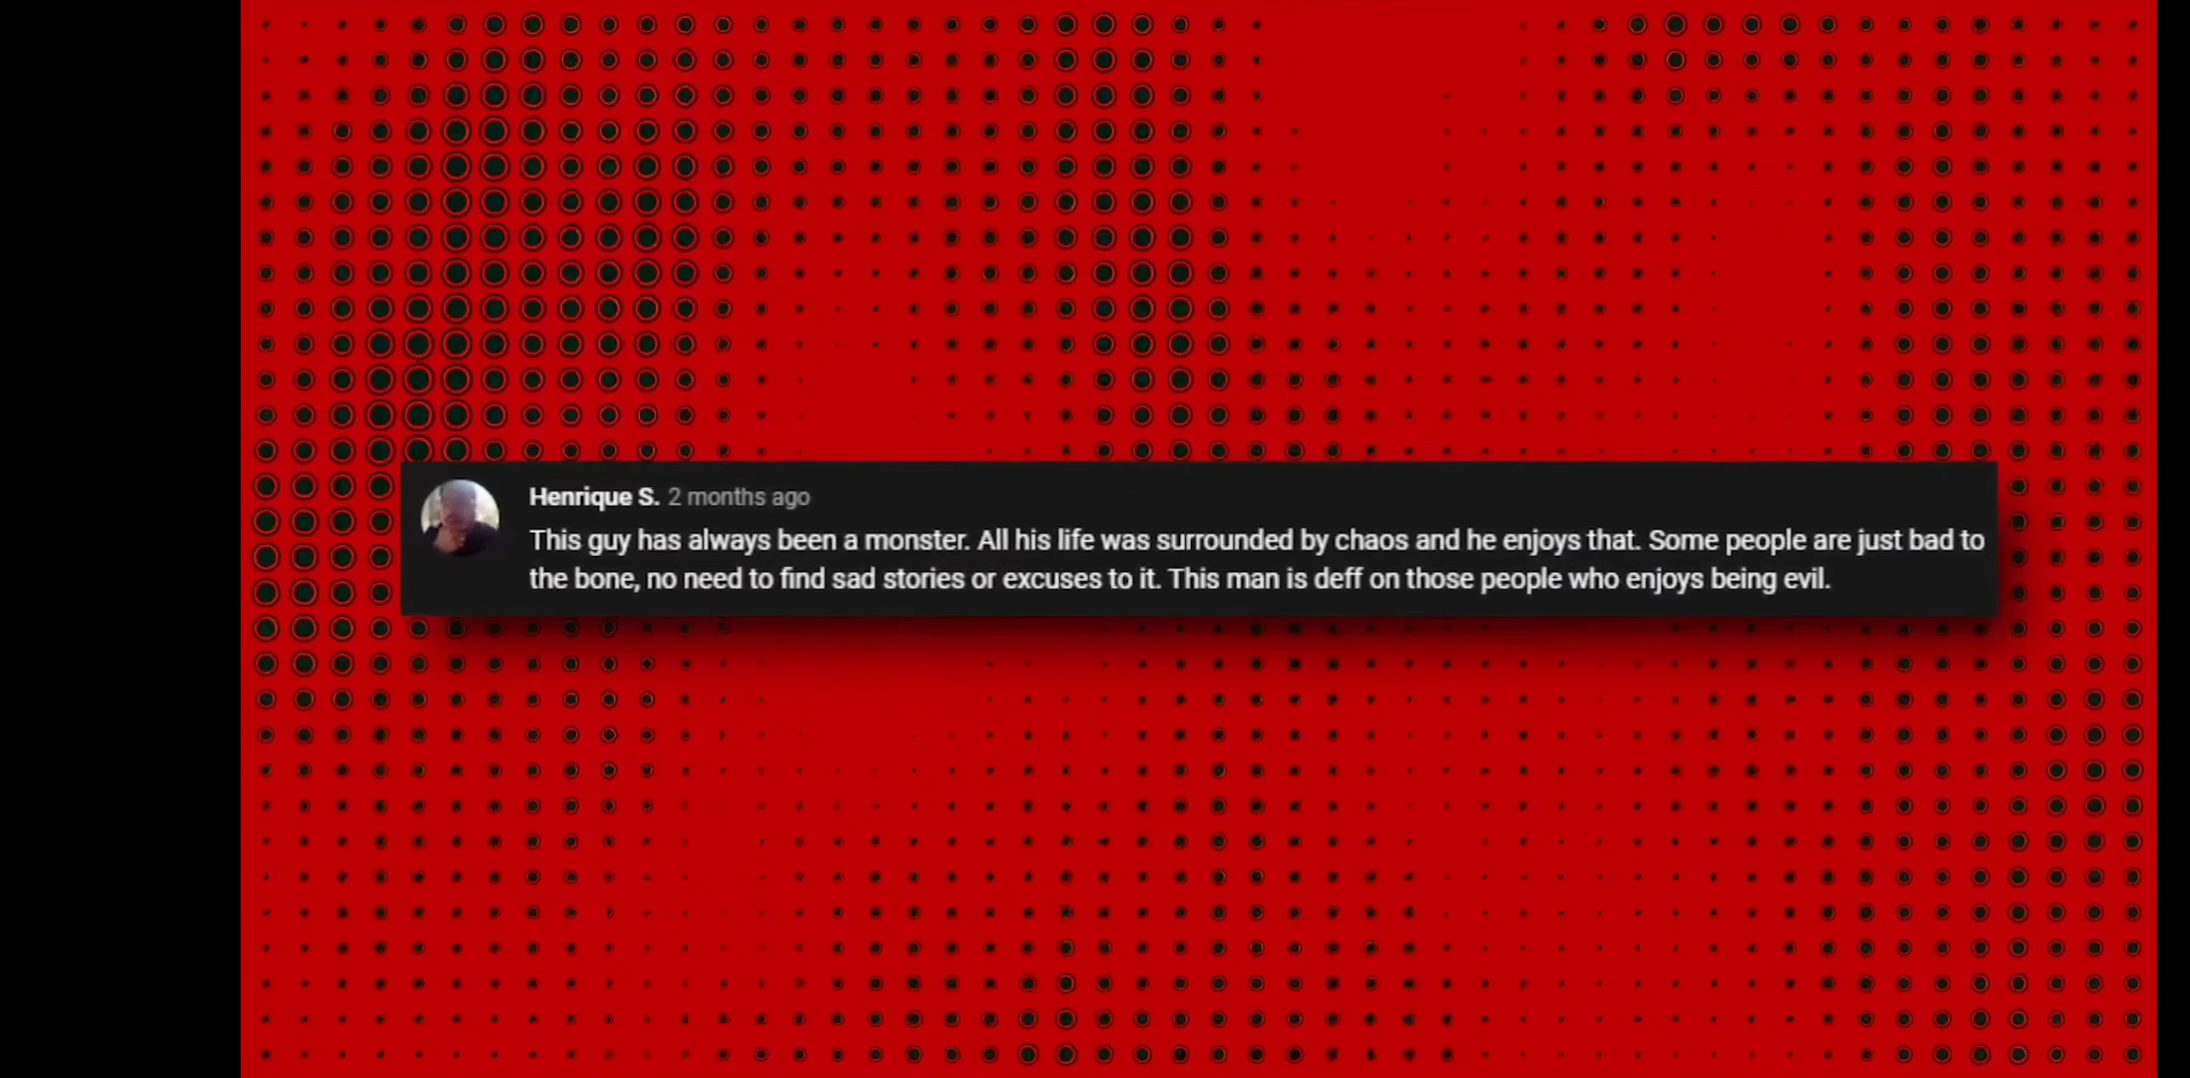 Henrique S. 2 months ago
This guy has always been a monster. All his life was surrounded by chaos and he enjoys that. Some people are just bad to
the bone, no need to find sad stories or excuses to it. This man is deff on those people who enjoys being evil.